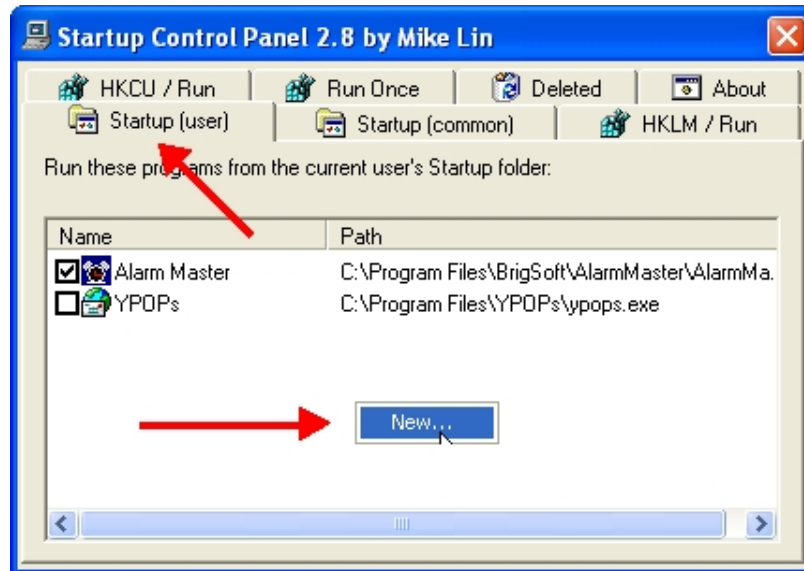 Startup Control Panel 2.8 by Mike Lin
HKCU / Run Run Once Deleted About
Startup (user) Startup (common) HKLM / Run
Run these programs from the current user's Startup folder:
Name Path
Alarm Master C:\Program Files\BrigSoft\AlarmMaster\AlarmMa.
YPOPs C:\Program Files\YPOPs\ypops.exe
New...